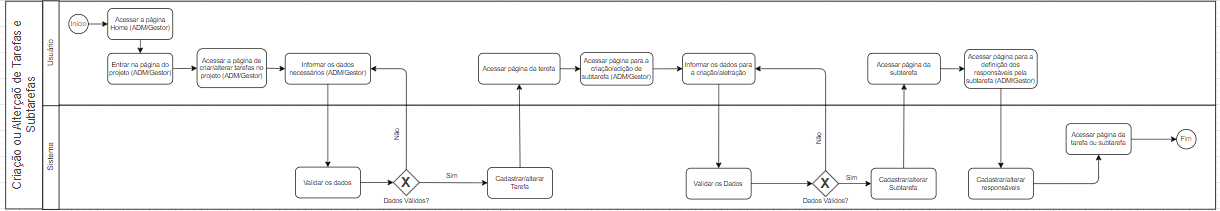 Criação ou Alterção de Tarefas e
Subtarefas
Usuário
Sistema
Início
Acessar a página
Home (ADM/Gestor)
Entrar na página do
projeto (ADM/Gestor)
Acessar a página de
criar/alterar tarefas no
projeto (ADM/Gestor)
Informar os dados
necessários (ADM/Gestor)
Validar os dados
X
Dados Válidos?
Não
Sim
Cadastrar/alterar
Tarefa
Acessar página da terefa
Acessar página para a
criação/edição de
subtarefa (ADM/Gestor)
Informar os dados para
a criação/aletração
Validar os Dados
X
Dados Válidos?
Não
Sim
Cadastrar/alterar
Subtarefa
Acessar página da
subterefa
Acessar página para a
definição dos
responsáveis pela
subtarefa (ADM/Gestor)
Cadastrar/alterar
responsáveis
Acessar página da
tarefa ou subtarefa
Fim